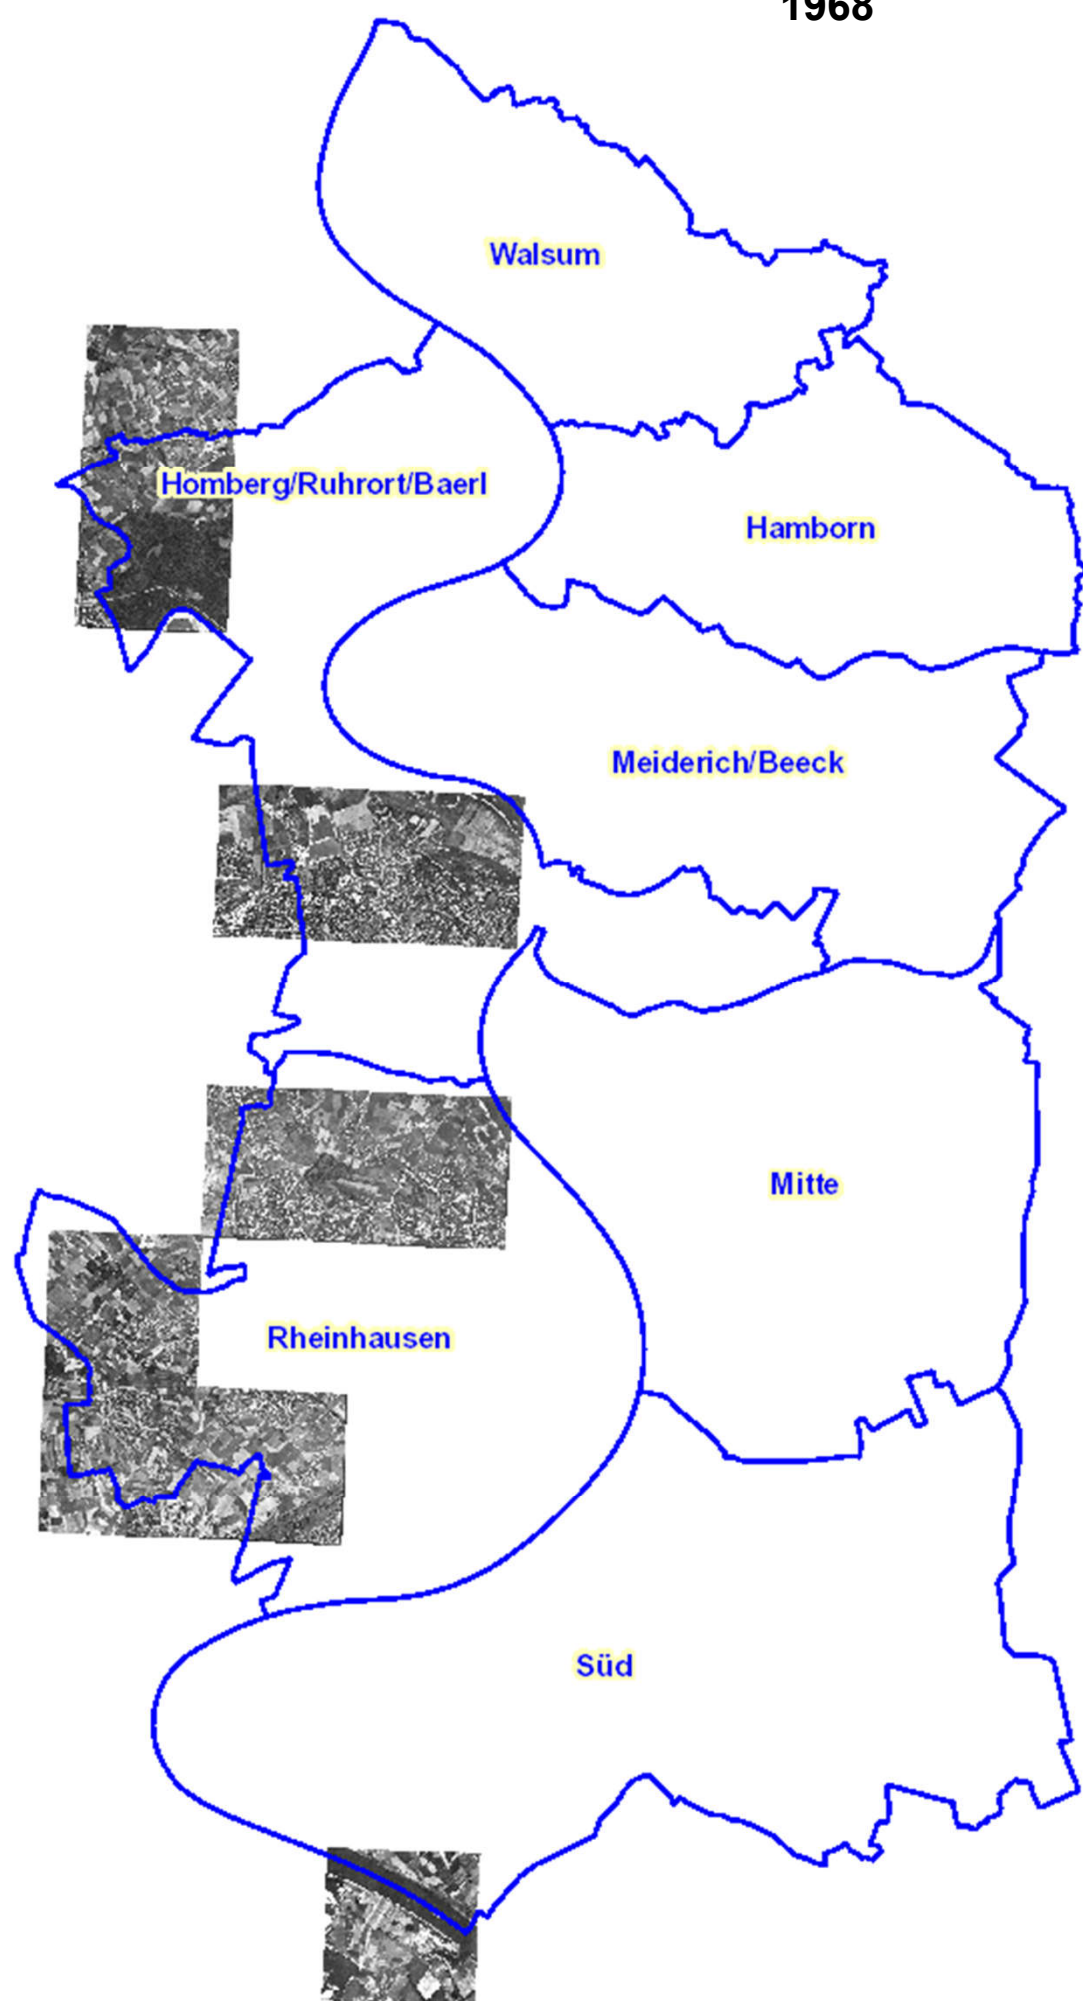 1968
Walsum
Homberg/Ruhrort/Baerl
Hamborn
Meiderich/Beeck
Mitte
Rheinhausen
Süd